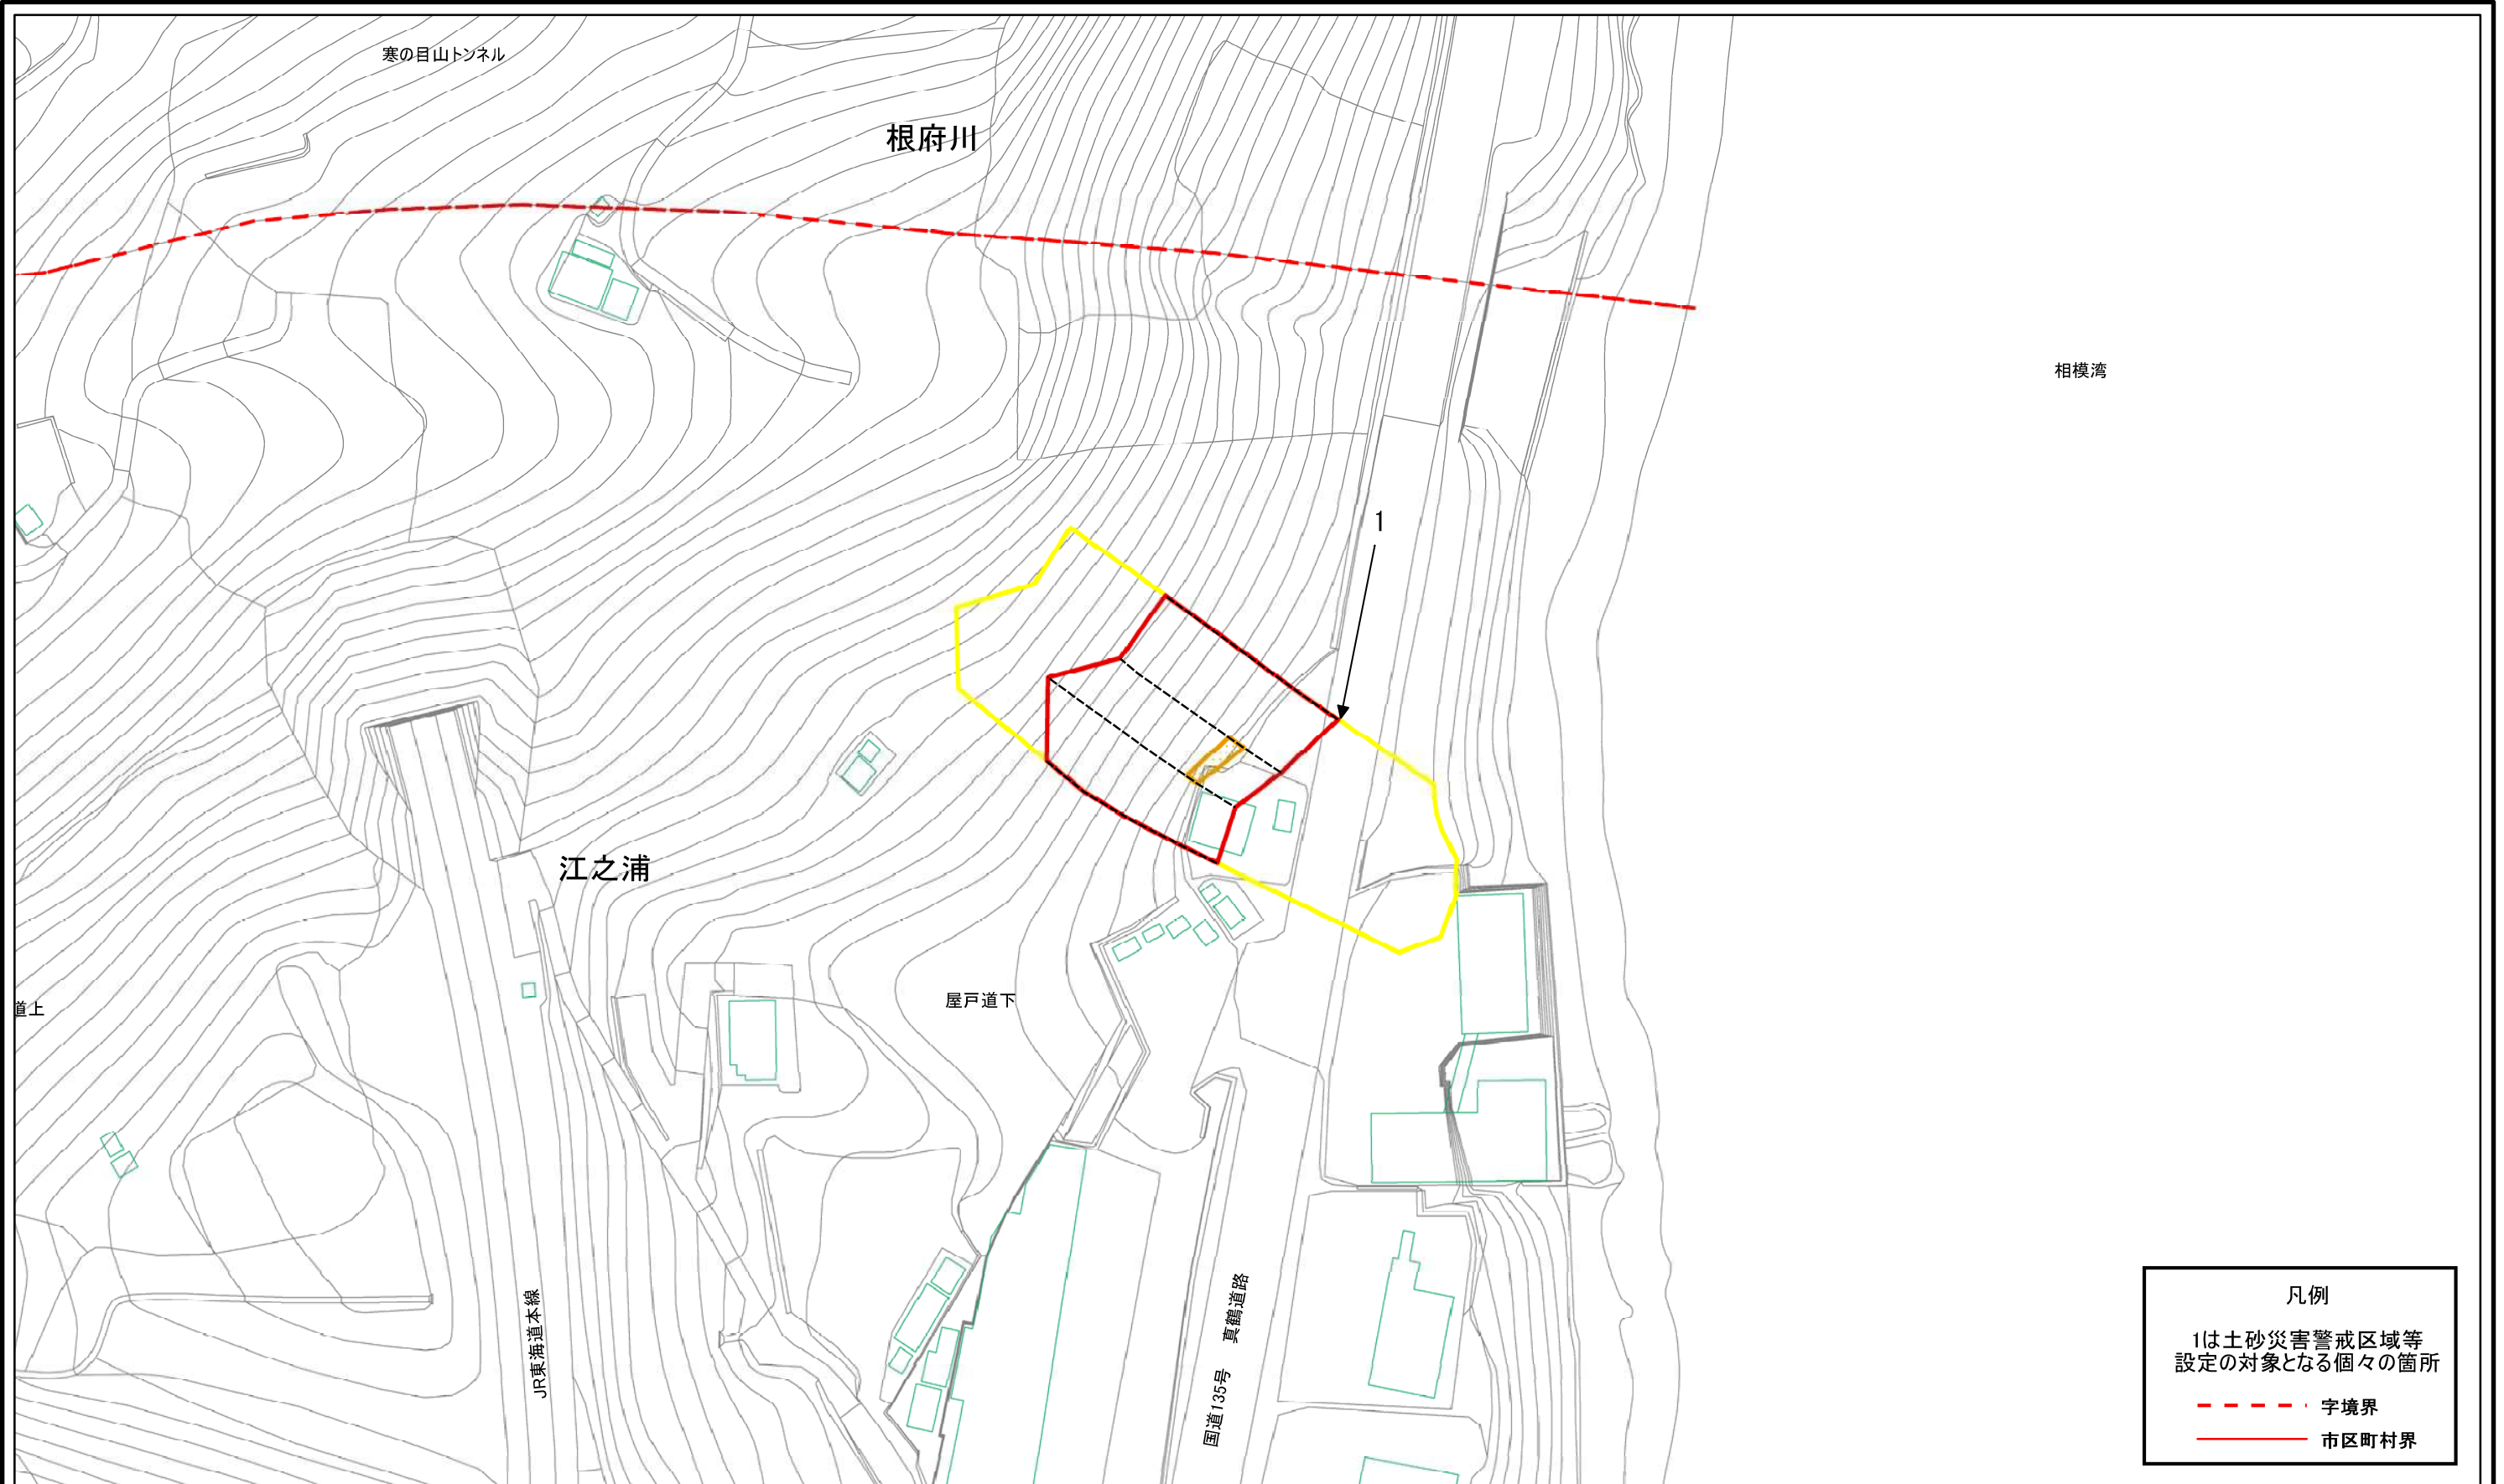 寒の目山トンネル
根府川
相模湾
1
江之浦
屋戸道下
道上
JR東海道本線
国道135号 真鶴道路
凡例
1は土砂災害警戒区域等
設定の対象となる個々の箇所
字境界
市区町村界